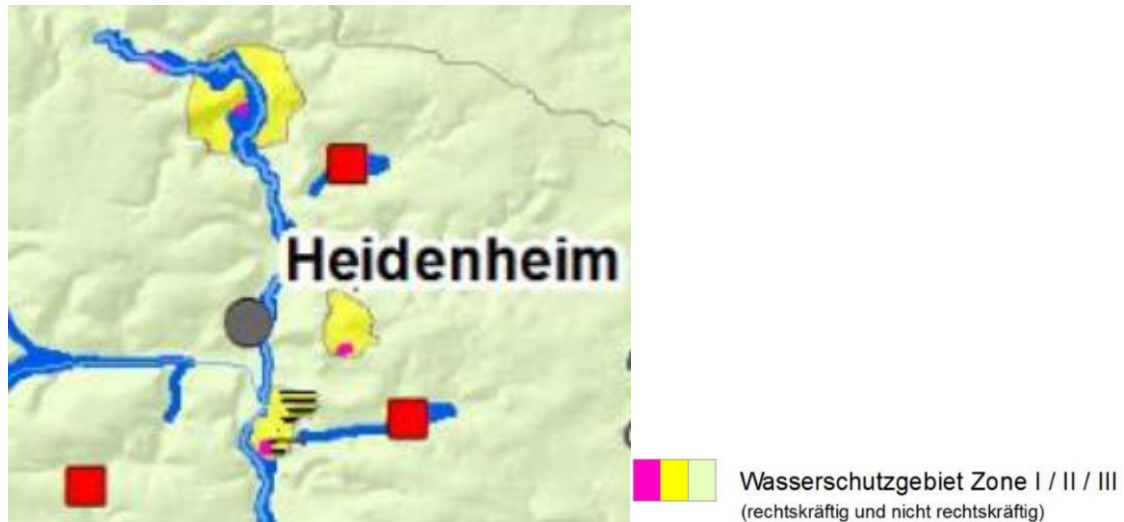 Heidenheim
Wasserschutzgebiet Zone I / II / III
(rechtskräftig und nicht rechtskräftig)